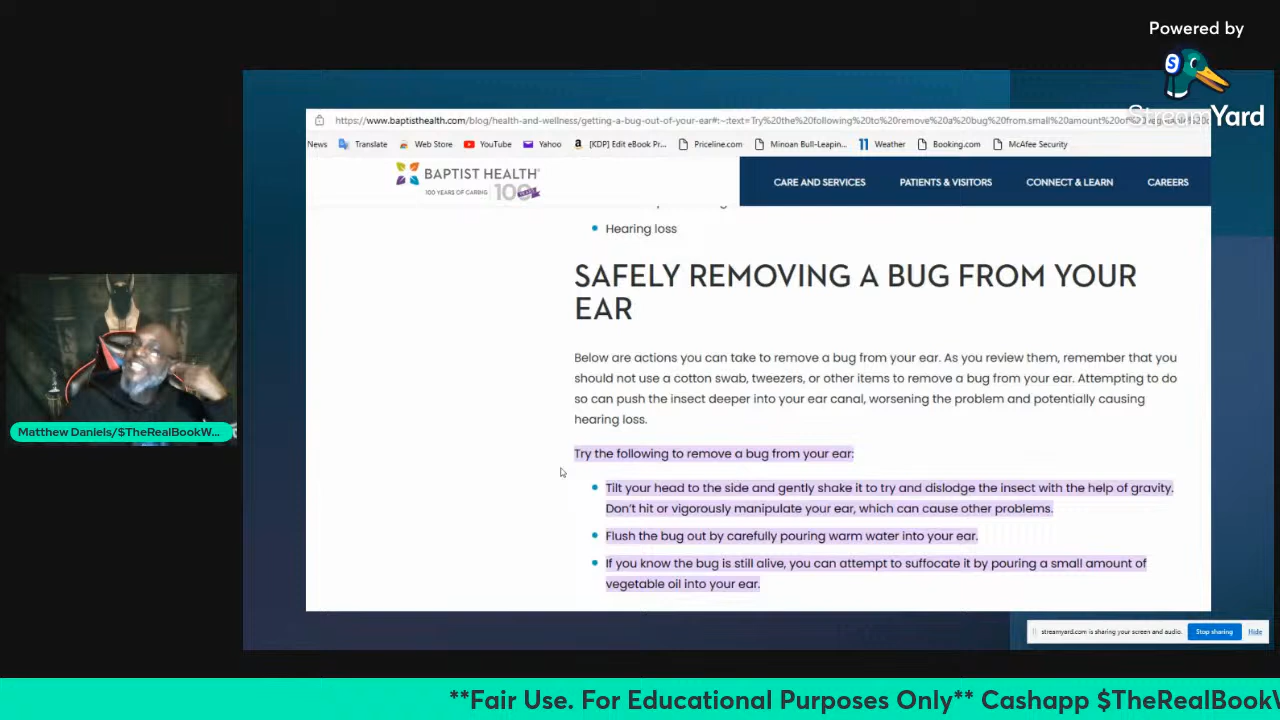 Powered by
StreamYard
https://www.baptisthealth.com/blog/health-and-wellness/getting-a-bug-out-of-your-ear#:~:text=Try%20the%20following%20to%20remove%20a%20bug%20from,small%20amount
News Translate Web Store YouTube Yahoo [KDP] Edit eBook Pr... Priceline.com Minoan Bull-Leapin... Weather Booking.com McAfee Security
BAPTIST HEALTH
100 YEARS OF CARING 100
CARE AND SERVICES PATIENTS & VISITORS CONNECT & LEARN CAREERS
Hearing loss
SAFELY REMOVING A BUG FROM YOUR
EAR
Below are actions you can take to remove a bug from your ear. As you review them, remember that you
should not use a cotton swab, tweezers, or other items to remove a bug from your ear. Attempting to do
so can push the insect deeper into your ear canal, worsening the problem and potentially causing
hearing loss.
Try the following to remove a bug from your ear:
Tilt your head to the side and gently shake it to try and dislodge the insect with the help of gravity.
Don't hit or vigorously manipulate your ear, which can cause other problems.
Flush the bug out by carefully pouring warm water into your ear.
If you know the bug is still alive, you can attempt to suffocate it by pouring a small amount of
vegetable oil into your ear.
Matthew Daniels/$TheRealBookW...
streamyard.com is sharing your screen and audio. Stop sharing Hide
**Fair Use. For Educational Purposes Only** Cashapp $TheRealBookW